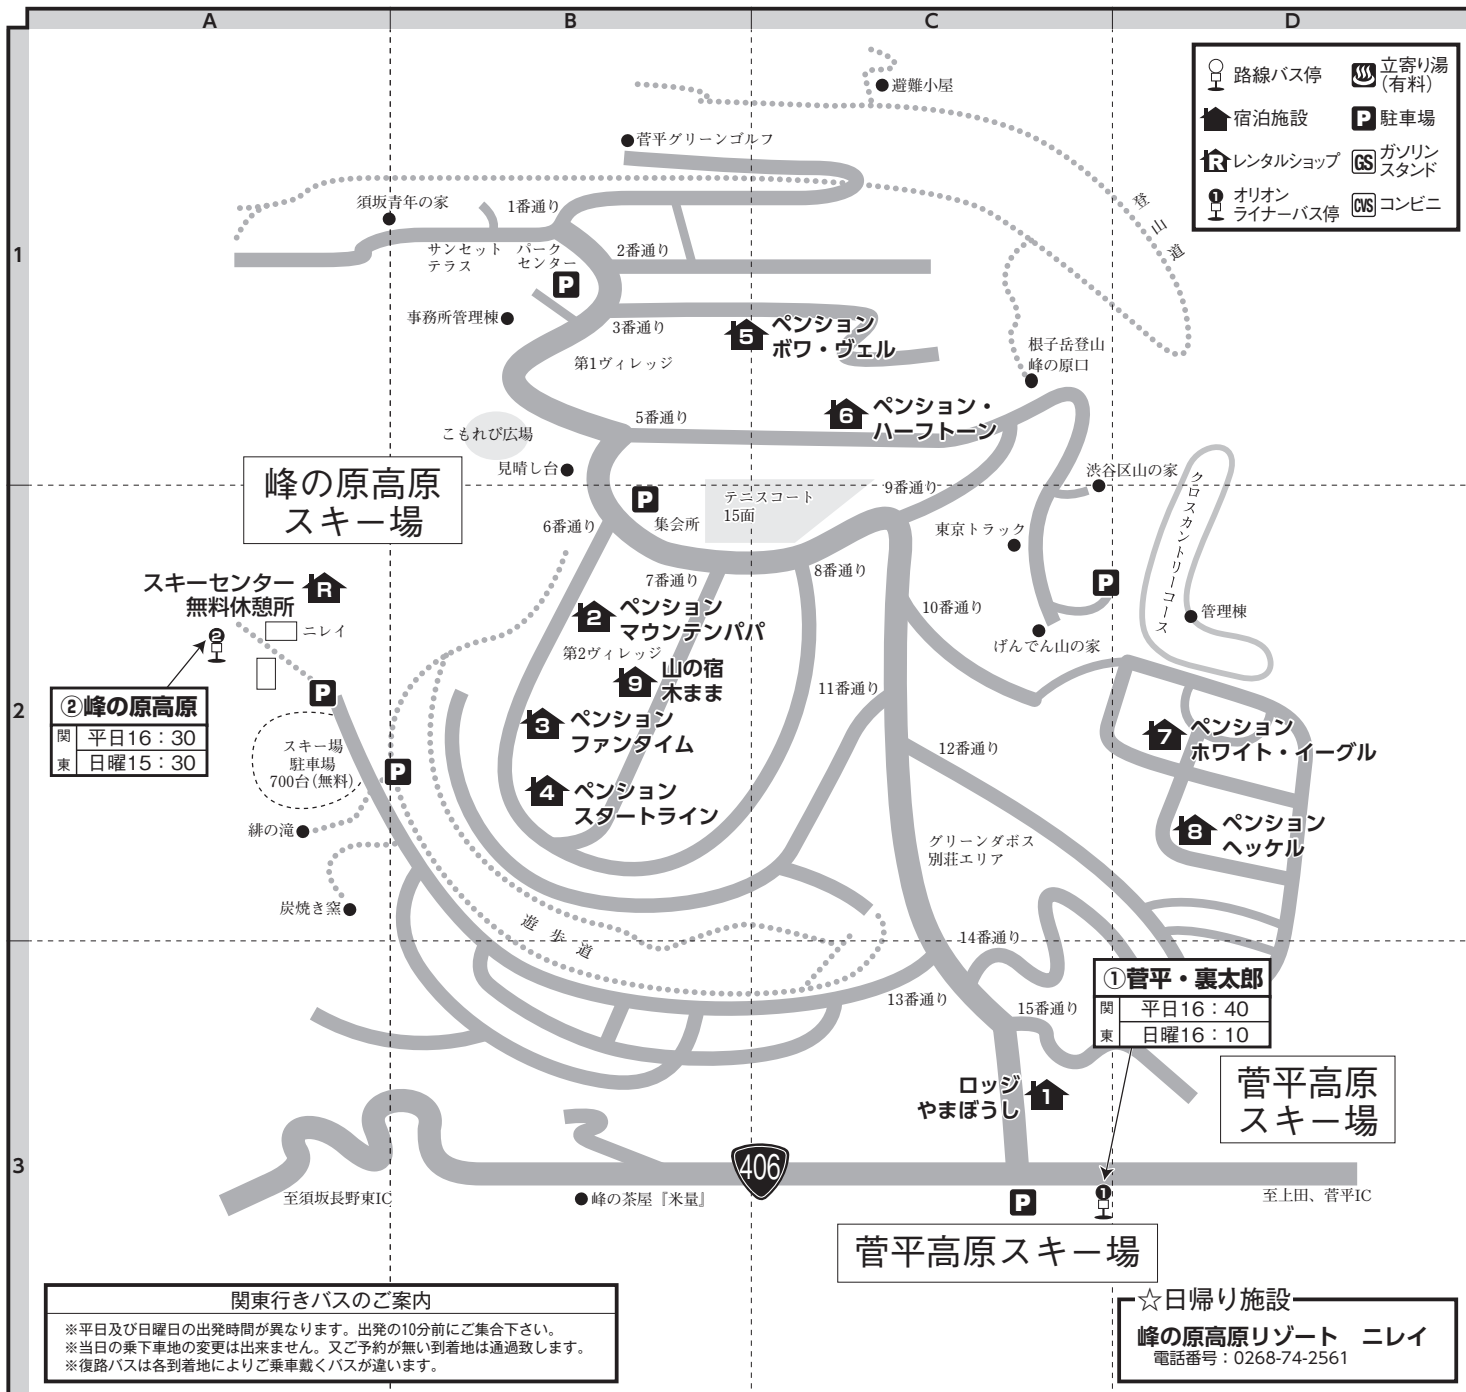 A
B
C
D
1
2
3
路線バス停
立寄り湯
(有料)
宿泊施設
P
駐車場
R
レンタルショップ
GS
ガソリン
スタンド
1
オリオン
ライナーバス停
CVS
コンビニ
避難小屋
菅平グリーンゴルフ
須坂青年の家
1番通り
登山道
サンセット
テラス
パーク
センター
2番通り
P
事務所管理棟
3番通り
5
ペンション
ボワ・ヴェル
第1ヴィレッジ
根子岳登山
峰の原口
6
ペンション・
ハーフトーン
5番通り
こもれび広場
見晴し台
峰の原高原
スキー場
渋谷区山の家
クロスカントリーコース
9番通り
テニスコート
15面
P
集会所
6番通り
東京トラック
7番通り
8番通り
P
スキーセンター
無料休憩所
R
2
ペンション
マウンテンパパ
10番通り
管理棟
2
ニレイ
げんでん山の家
第2ヴィレッジ
9
山の宿
木まま
11番通り
②峰の原高原
関東
平日16：30
日曜15：30
P
3
ペンション
ファンタイム
7
ペンション
ホワイト・イーグル
12番通り
スキー場
駐車場
700台(無料)
P
4
ペンション
スタートライン
8
ペンション
ヘッケル
緋の滝
グリーンダボス
別荘エリア
炭焼き窯
遊歩道
14番通り
13番通り
15番通り
①菅平・裏太郎
関東
平日16：40
日曜16：10
菅平高原
スキー場
ロッジ
やまぼうし
1
406
至須坂長野東IC
峰の茶屋『米量』
P
1
至上田、菅平IC
菅平高原スキー場
関東行きバスのご案内
※平日及び日曜日の出発時間が異なります。出発の10分前にご集合下さい。
※当日の乗下車地の変更は出来ません。又ご予約が無い到着地は通過致します。
※復路バスは各到着地によりご乗車戴くバスが違います。
☆日帰り施設
峰の原高原リゾート　ニレイ
電話番号：0268-74-2561